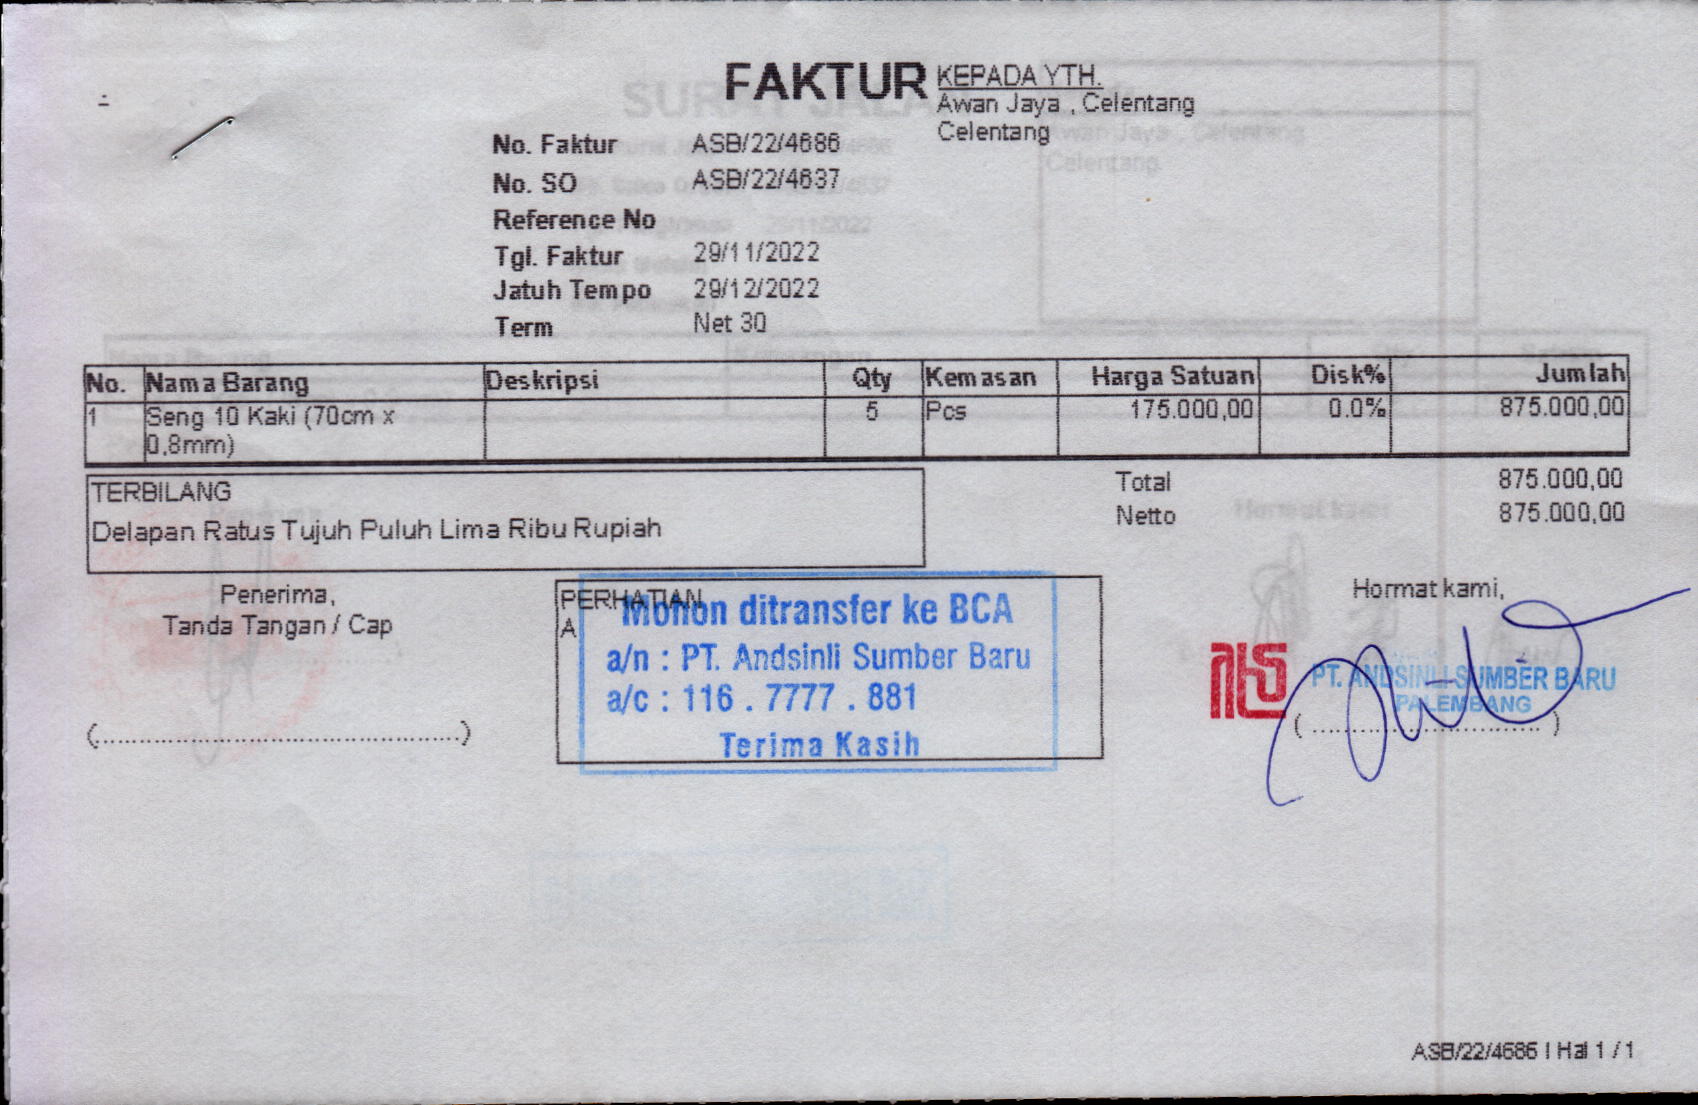 FAKTUR
KEPADA YTH.
Awan Jaya , Celentang
Celentang
No. Faktur ASB/22/4686
No. SO ASB/22/4637
Reference No
Tgl. Faktur 29/11/2022
Jatuh Tempo 29/12/2022
Term Net 30
No. Nama Barang Deskripsi Qty Kemasan Harga Satuan Disk% Jumlah
1 Seng 10 Kaki (70cm x 5 Pcs 175.000,00 0.0% 875.000,00
0,8mm)
TERBILANG
Delapan Ratus Tujuh Puluh Lima Ribu Rupiah
Total 875.000,00
Netto 875.000,00
Penerima,
Tanda Tangan / Cap
(............................................)
PERHATIAN
A
Mohon ditransfer ke BCA
a/n : PT. Andsinli Sumber Baru
a/c : 116 . 7777 . 881
Terima Kasih
Hormat kami,
PT. ANDSINLI SUMBER BARU
PALEMBANG
(............................)
ASB/22/4686 | Hal 1 / 1